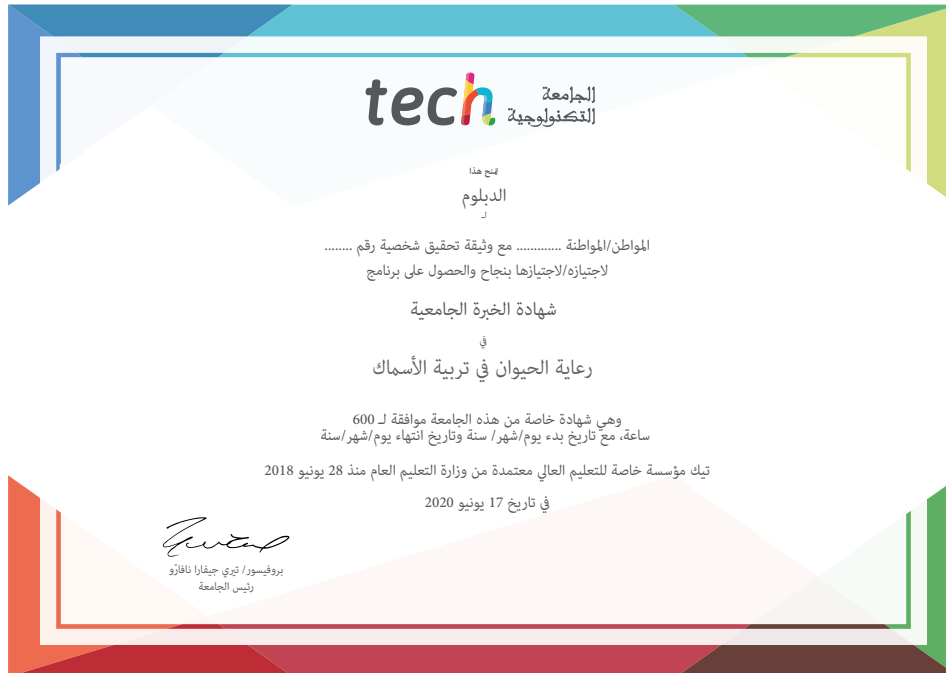 tech الجامعة
التكنولوجية
تمنح هذا
الدبلوم
لـ
المواطن/المواطنة ............. مع وثيقة تحقيق شخصية رقم ........
لاجتيازه/لاجتيازها بنجاح والحصول على برنامج
شهادة الخبرة الجامعية
في
رعاية الحيوان في تربية الأسماك
وهي شهادة خاصة من هذه الجامعة موافقة لـ 600
ساعة، مع تاريخ بدء يوم/شهر/ سنة وتاريخ انتهاء يوم/شهر/سنة
تيك مؤسسة خاصة للتعليم العالي معتمدة من وزارة التعليم العام منذ 28 يونيو 2018
في تاريخ 17 يونيو 2020
بروفيسور/ تيري جيفارا نافارّو
رئيس الجامعة